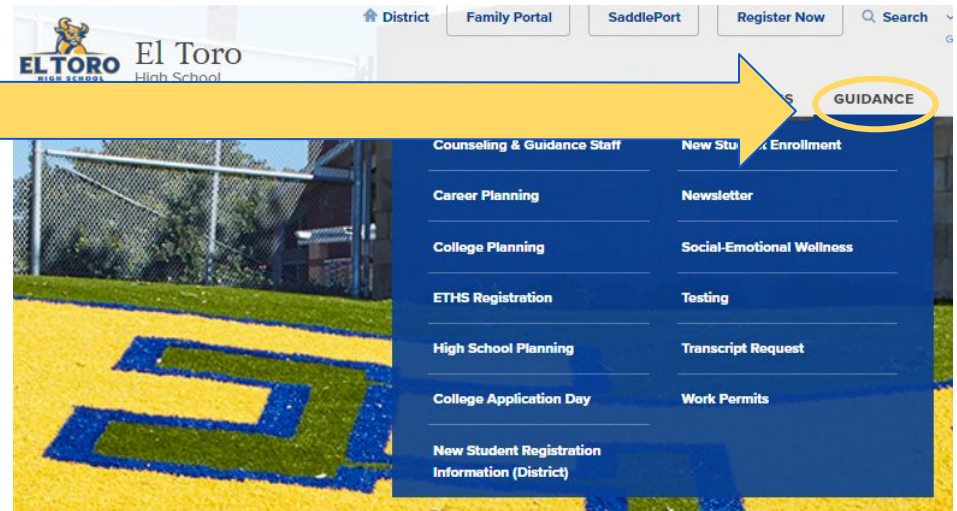 District
Family Portal
SaddlePort
Register Now
Search
EL TORO
HIGH SCHOOL
El Toro
High School
GUIDANCE
Counseling & Guidance Staff
New Student Enrollment
Career Planning
Newsletter
College Planning
Social-Emotional Wellness
ETHS Registration
Testing
High School Planning
Transcript Request
College Application Day
Work Permits
New Student Registration
Information (District)